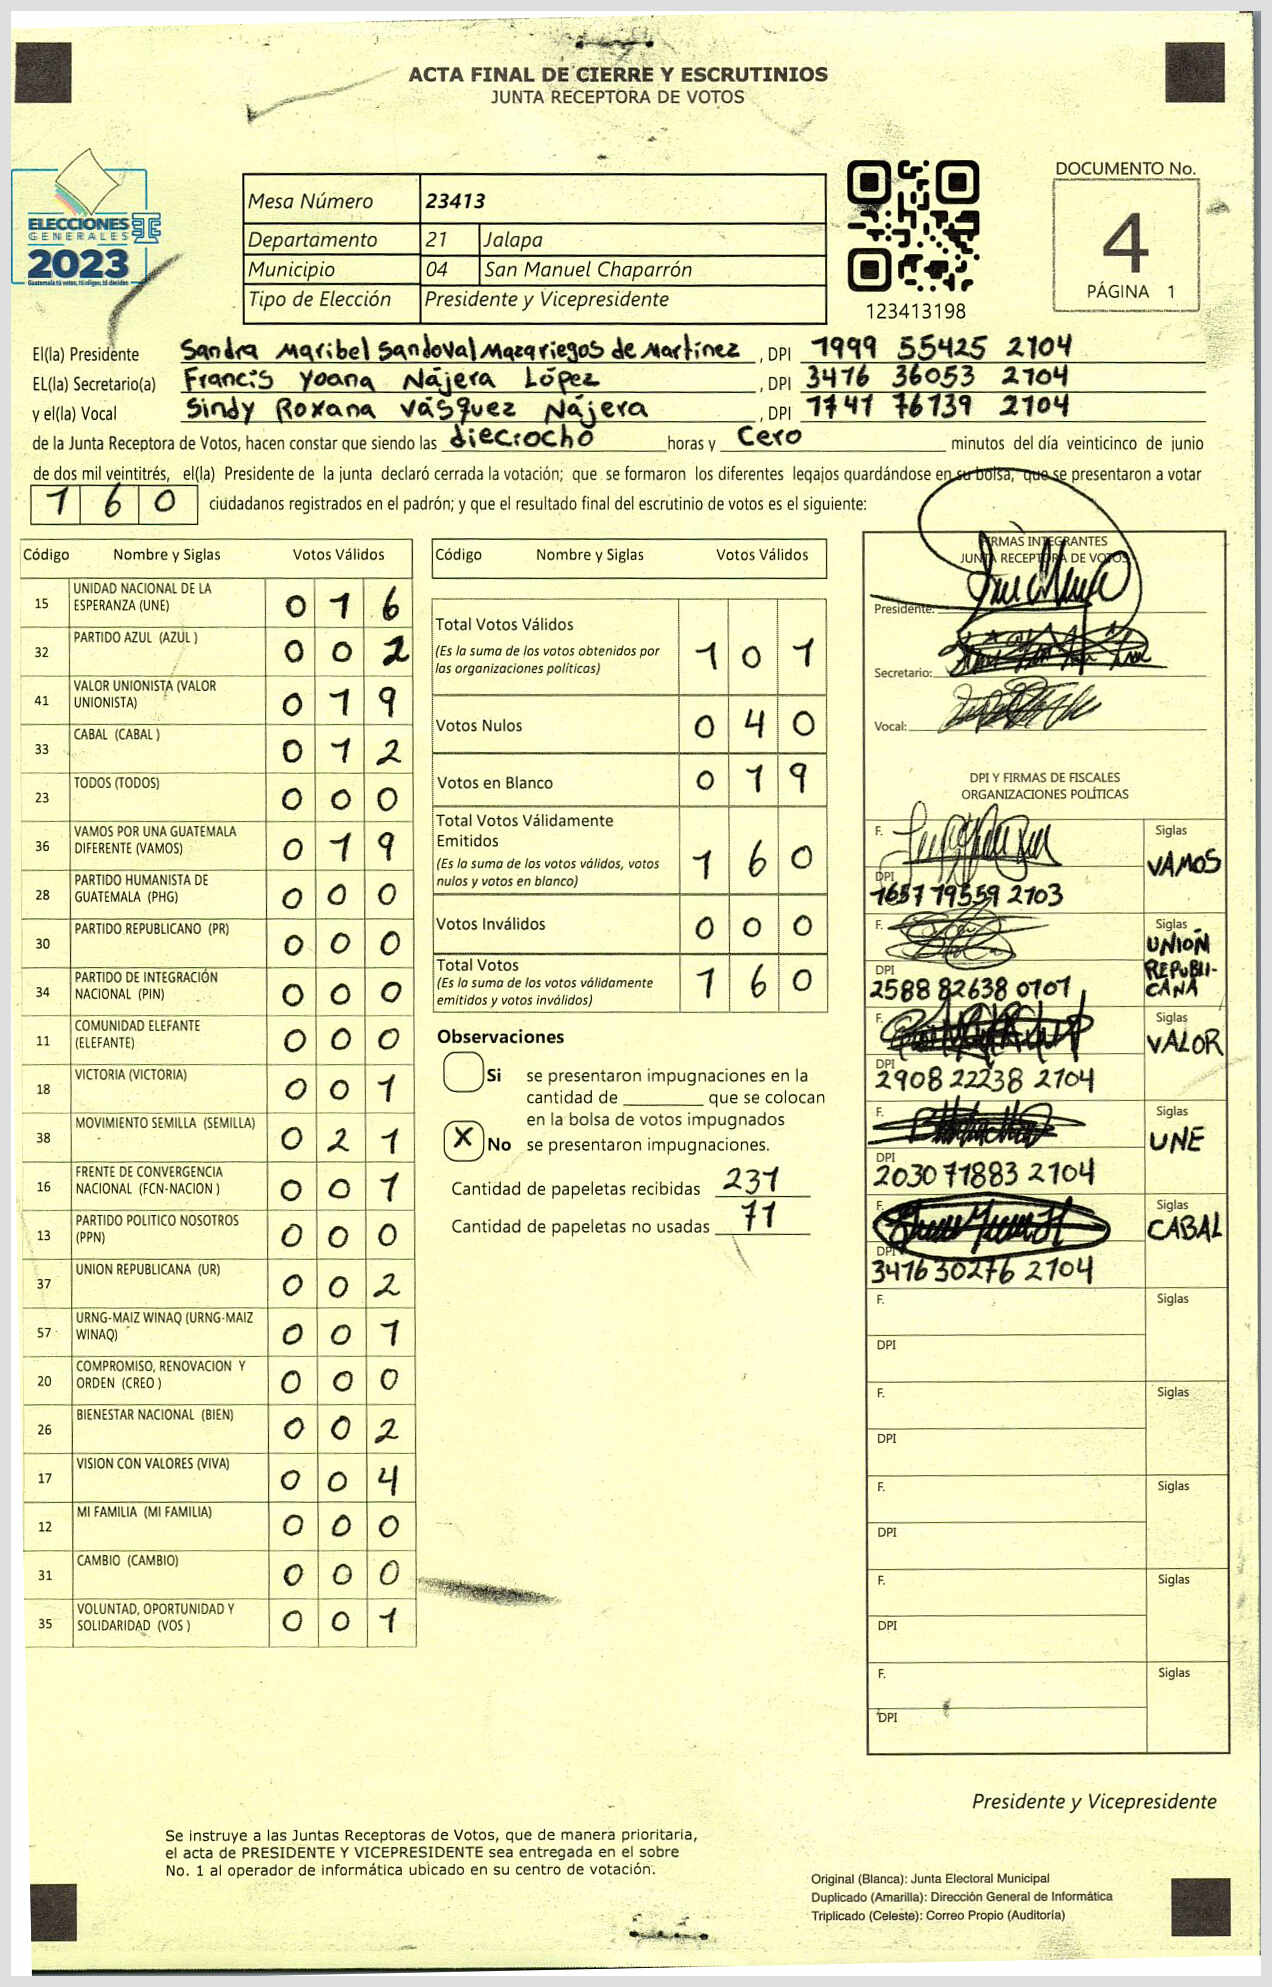 ACTA FINAL DE CIERRE Y ESCRUTINIOS
JUNTA RECEPTORA DE VOTOS
ELECCIONES
GENERALES
2023
Guatemala tú votas, tú eliges, tú decides
Mesa Número 23413
Departamento 21 Jalapa
Municipio 04 San Manuel Chaparrón
Tipo de Elección Presidente y Vicepresidente
123413198
DOCUMENTO No.
4
PÁGINA 1
El(la) Presidente Sandra Maribel Sandoval Mazariegos de Martínez , DPI 1999 55425 2104
EL(la) Secretario(a) Francis Yoana Nájera López , DPI 3476 36053 2104
y el(la) Vocal Sindy Roxana Vásquez Nájera , DPI 1741 76139 2104
de la Junta Receptora de Votos, hacen constar que siendo las dieciocho horas y Cero minutos del día veinticinco de junio
de dos mil veintitrés, el(la) Presidente de la junta declaró cerrada la votación; que se formaron los diferentes legajos guardándose en su bolsa, que se presentaron a votar
160 ciudadanos registrados en el padrón; y que el resultado final del escrutinio de votos es el siguiente:
Código Nombre y Siglas Votos Válidos
15 UNIDAD NACIONAL DE LA ESPERANZA (UNE) 0 1 6
32 PARTIDO AZUL (AZUL ) 0 0 2
41 VALOR UNIONISTA (VALOR UNIONISTA) 0 1 9
33 CABAL (CABAL ) 0 1 2
23 TODOS (TODOS) 0 0 0
36 VAMOS POR UNA GUATEMALA DIFERENTE (VAMOS) 0 1 9
28 PARTIDO HUMANISTA DE GUATEMALA (PHG) 0 0 0
30 PARTIDO REPUBLICANO (PR) 0 0 0
34 PARTIDO DE INTEGRACIÓN NACIONAL (PIN) 0 0 0
11 COMUNIDAD ELEFANTE (ELEFANTE) 0 0 0
18 VICTORIA (VICTORIA) 0 0 1
38 MOVIMIENTO SEMILLA (SEMILLA) 0 2 1
16 FRENTE DE CONVERGENCIA NACIONAL (FCN-NACION ) 0 0 1
13 PARTIDO POLITICO NOSOTROS (PPN) 0 0 0
37 UNION REPUBLICANA (UR) 0 0 2
57 URNG-MAIZ WINAQ (URNG-MAIZ WINAQ) 0 0 1
20 COMPROMISO, RENOVACION Y ORDEN (CREO ) 0 0 0
26 BIENESTAR NACIONAL (BIEN) 0 0 2
17 VISION CON VALORES (VIVA) 0 0 4
12 MI FAMILIA (MI FAMILIA) 0 0 0
31 CAMBIO (CAMBIO) 0 0 0
35 VOLUNTAD, OPORTUNIDAD Y SOLIDARIDAD (VOS ) 0 0 1
Código Nombre y Siglas Votos Válidos
Total Votos Válidos 1 0 1
(Es la suma de los votos obtenidos por
las organizaciones políticas)
Votos Nulos 0 4 0
Votos en Blanco 0 1 9
Total Votos Válidamente
Emitidos 1 6 0
(Es la suma de los votos válidos, votos
nulos y votos en blanco)
Votos Inválidos 0 0 0
Total Votos 1 6 0
(Es la suma de los votos válidamente
emitidos y votos inválidos)
Observaciones
Si se presentaron impugnaciones en la
cantidad de ________ que se colocan
en la bolsa de votos impugnados
X No se presentaron impugnaciones.
Cantidad de papeletas recibidas 231
Cantidad de papeletas no usadas 71
FIRMAS INTEGRANTES
JUNTA RECEPTORA DE VOTOS
Presidente:
Secretario:
Vocal:
DPI Y FIRMAS DE FISCALES
ORGANIZACIONES POLÍTICAS
F. Siglas
VAMOS
DPI
1657 79559 2103
F. Siglas
UNION
REPUBLI-
CANA
DPI
2588 82638 0101
F. Siglas
VALOR
DPI
2908 22238 2104
F. Siglas
UNE
DPI
2030 71883 2104
F. Siglas
CABAL
DPI
3476 30276 2104
F. Siglas
DPI
F. Siglas
DPI
F. Siglas
DPI
F. Siglas
DPI
F. Siglas
DPI
Presidente y Vicepresidente
Se instruye a las Juntas Receptoras de Votos, que de manera prioritaria,
el acta de PRESIDENTE Y VICEPRESIDENTE sea entregada en el sobre
No. 1 al operador de informática ubicado en su centro de votación.
Original (Blanca): Junta Electoral Municipal
Duplicado (Amarilla): Dirección General de Informática
Triplicado (Celeste): Correo Propio (Auditoría)